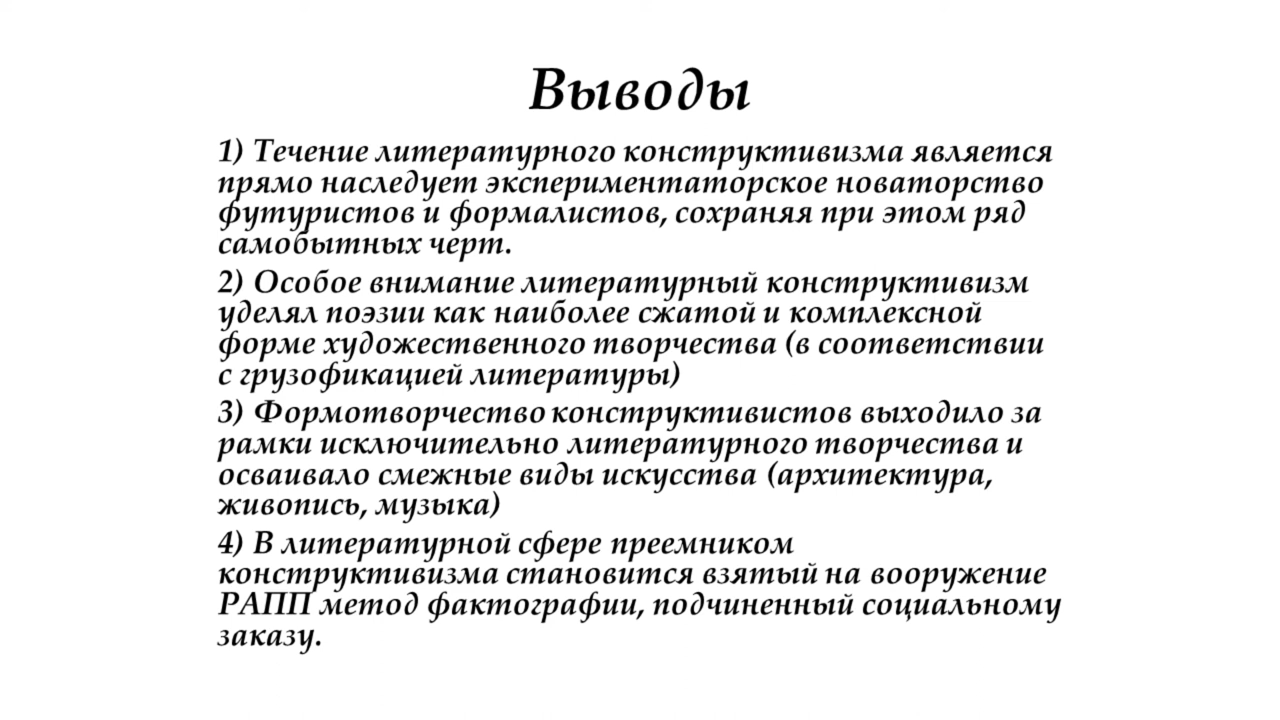 Выводы
1) Течение литературного конструктивизма является
прямо наследует экспериментаторское новаторство
футуристов и формалистов, сохраняя при этом ряд
самобытных черт.
2) Особое внимание литературный конструктивизм
уделял поэзии как наиболее сжатой и комплексной
форме художественного творчества (в соответствии
с грузофикацией литературы)
3) Формотворчество конструктивистов выходило за
рамки исключительно литературного творчества и
осваивало смежные виды искусства (архитектура,
живопись, музыка)
4) В литературной сфере преемником
конструктивизма становится взятый на вооружение
РАПП метод фактографии, подчиненный социальному
заказу.